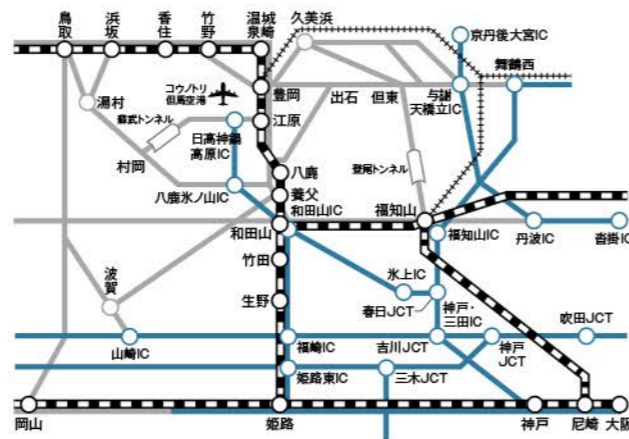 鳥取
浜坂
香住
竹野
城崎
温泉
久美浜
京丹後大宮IC
舞鶴西
コウノトリ
但馬空港
豊岡
出石
但東
与謝
天橋立IC
湯村
蘇武トンネル
江原
日高神鍋
高原IC
登尾トンネル
村岡
八鹿
八鹿氷ノ山IC
養父
和田山IC
福知山
和田山
福知山IC
丹波IC
沓掛IC
竹田
波賀
氷上IC
生野
春日JCT
神戸・
三田IC
吹田JCT
山崎IC
福崎IC
吉川JCT
神戸
JCT
姫路東IC
三木JCT
岡山
姫路
神戸
尼崎
大阪